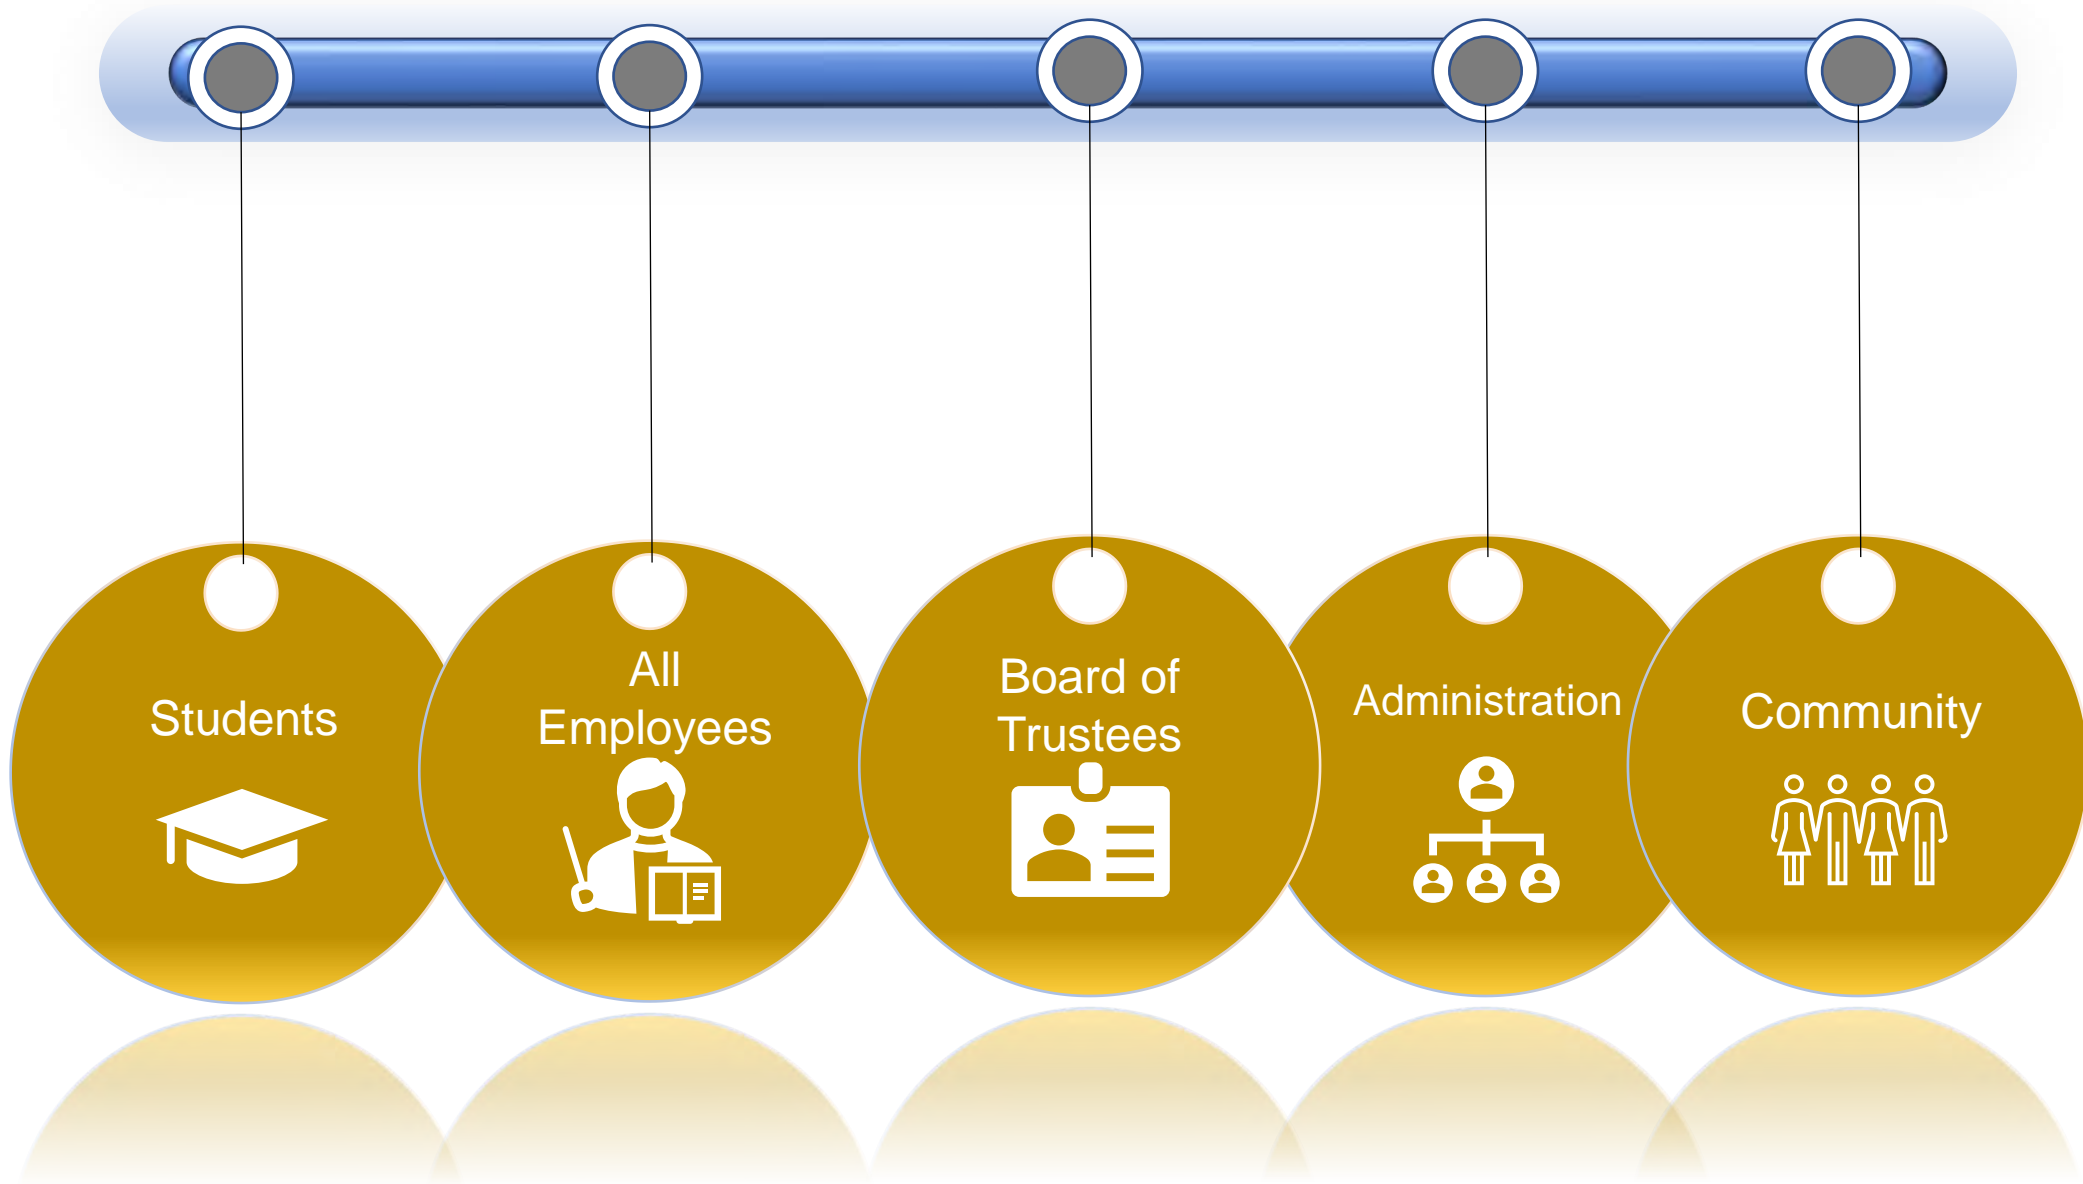 Students
All
Employees
Board of
Trustees
Administration
Community